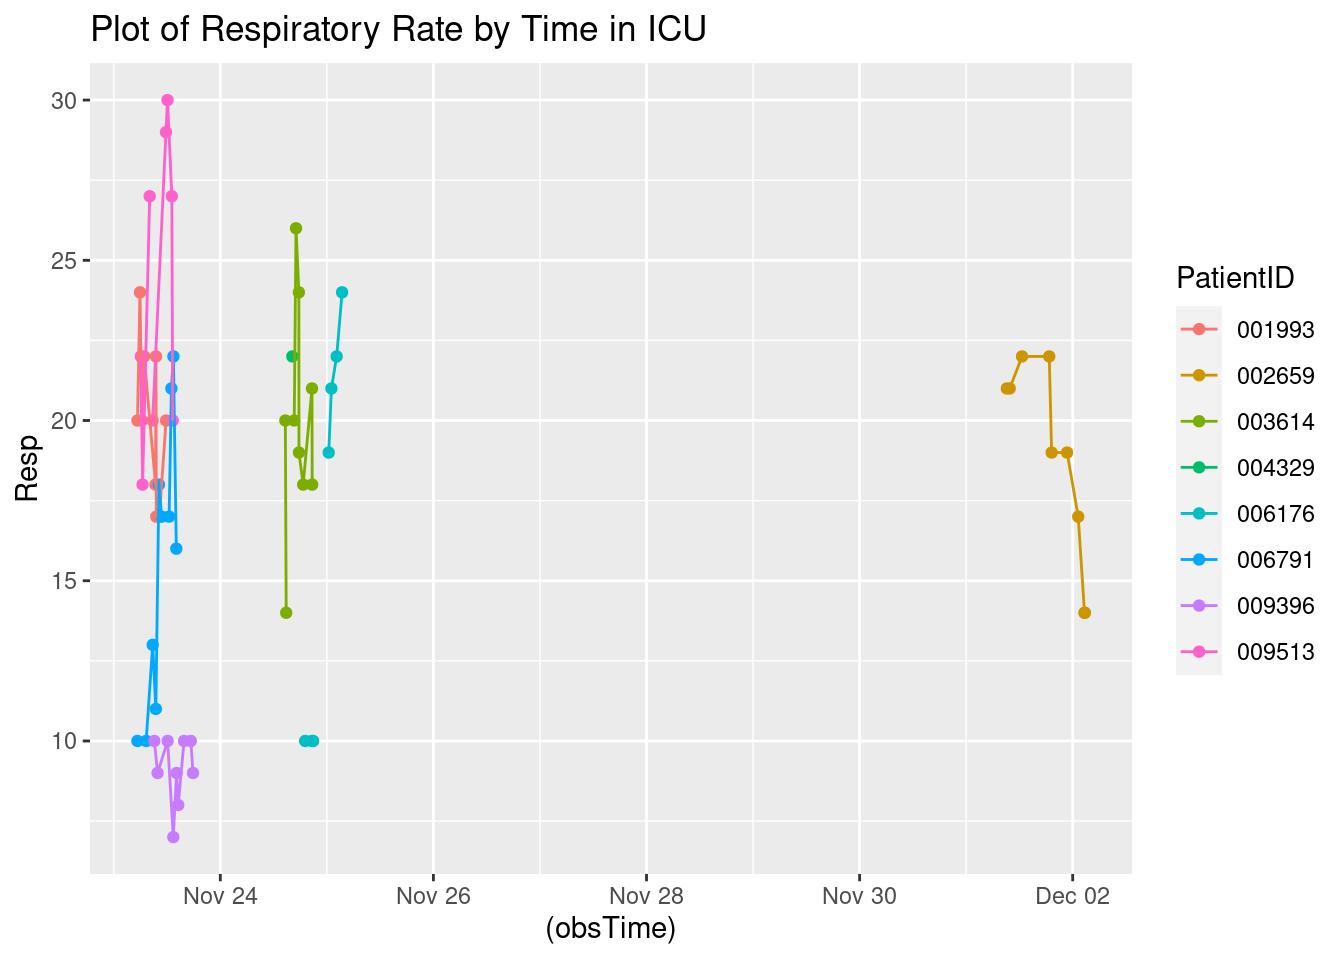 Plot of Respiratory Rate by Time in ICU
30
25
20
15
10
Resp
Nov 24
Nov 26
Nov 28
Nov 30
Dec 02
(obsTime)
PatientID
001993
002659
003614
004329
006176
006791
009396
009513